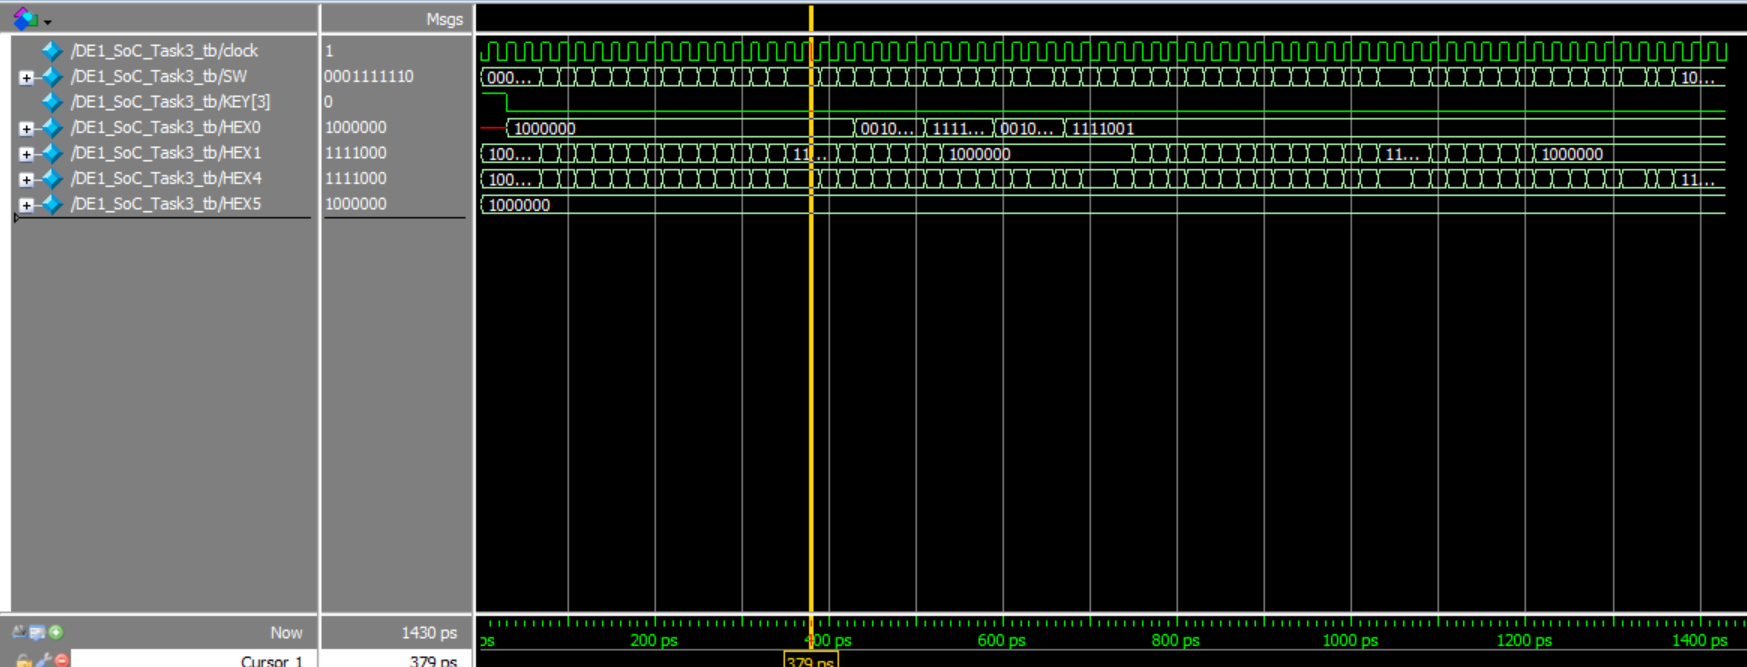 Msgs
/DE1_SoC_Task3_tb/clock 1
/DE1_SoC_Task3_tb/SW 0001111110 000... 10...
/DE1_SoC_Task3_tb/KEY[3] 0
/DE1_SoC_Task3_tb/HEX0 1000000 1000000 0010... 1111... 0010... 1111001
/DE1_SoC_Task3_tb/HEX1 1111000 100... 11... 1000000 11... 1000000
/DE1_SoC_Task3_tb/HEX4 1111000 100... 11...
/DE1_SoC_Task3_tb/HEX5 1000000 1000000
Now 1430 ps ps 200 ps 400 ps 600 ps 800 ps 1000 ps 1200 ps 1400 ps
Cursor 1 379 ps 379 ps